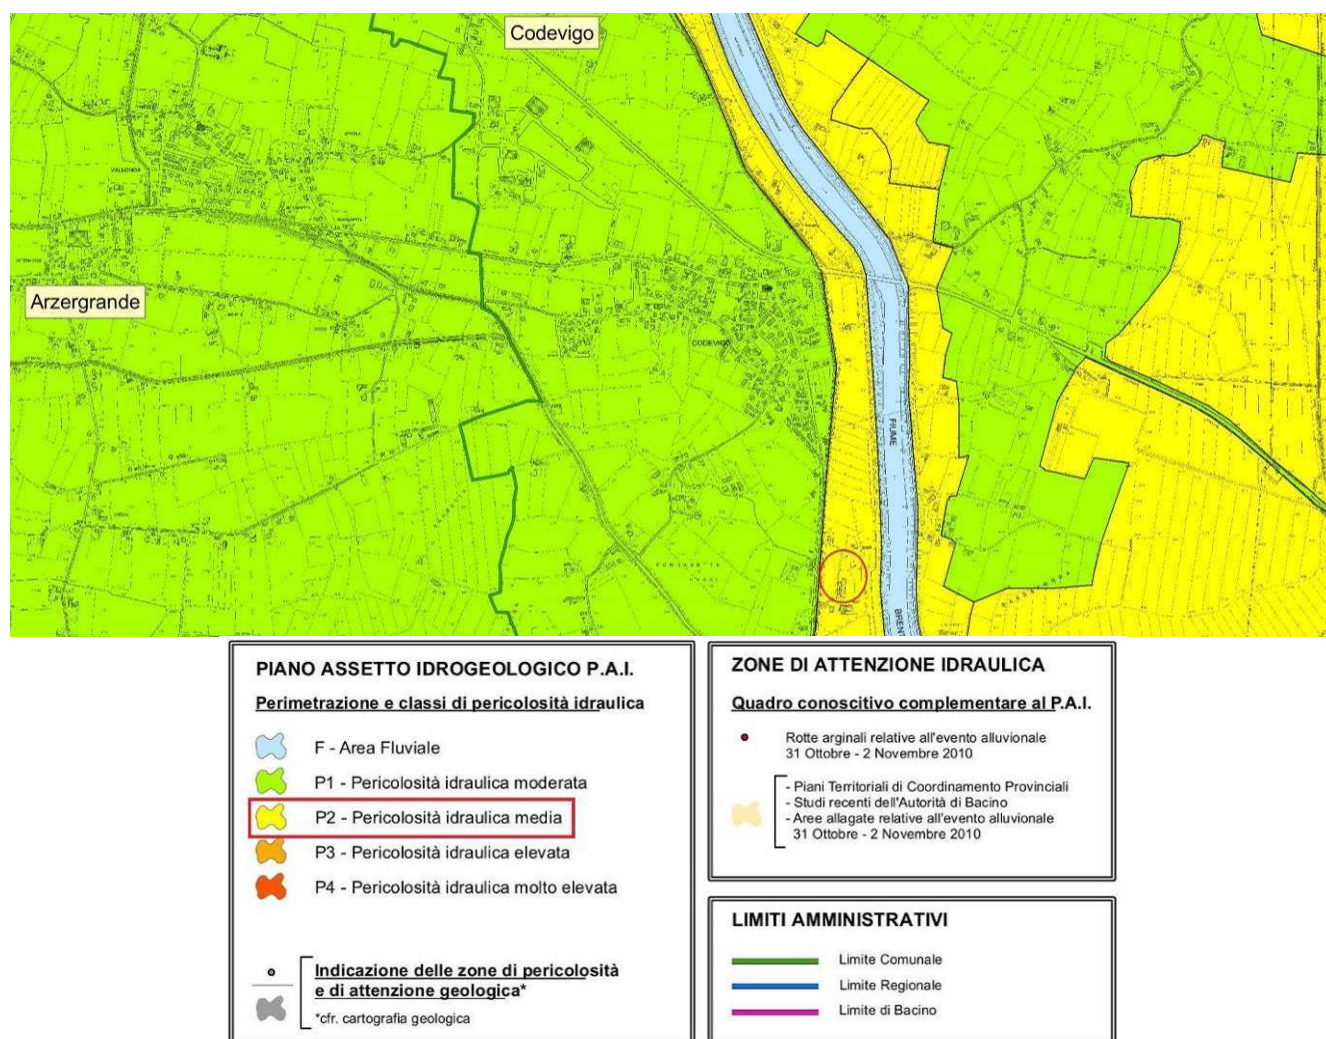 Codevigo
Arzergrande
CODEVIGO
FIUME
PIANO ASSETTO IDROGEOLOGICO P.A.I.
Perimetrazione e classi di pericolosità idraulica
F - Area Fluviale
P1 - Pericolosità idraulica moderata
P2 - Pericolosità idraulica media
P3 - Pericolosità idraulica elevata
P4 - Pericolosità idraulica molto elevata
Indicazione delle zone di pericolosità
e di attenzione geologica*
*cfr. cartografia geologica
ZONE DI ATTENZIONE IDRAULICA
Quadro conoscitivo complementare al P.A.I.
Rotte arginali relative all'evento alluvionale
31 Ottobre - 2 Novembre 2010
- Piani Territoriali di Coordinamento Provinciali
- Studi recenti dell'Autorità di Bacino
- Aree allagate relative all'evento alluvionale
31 Ottobre - 2 Novembre 2010
LIMITI AMMINISTRATIVI
Limite Comunale
Limite Regionale
Limite di Bacino